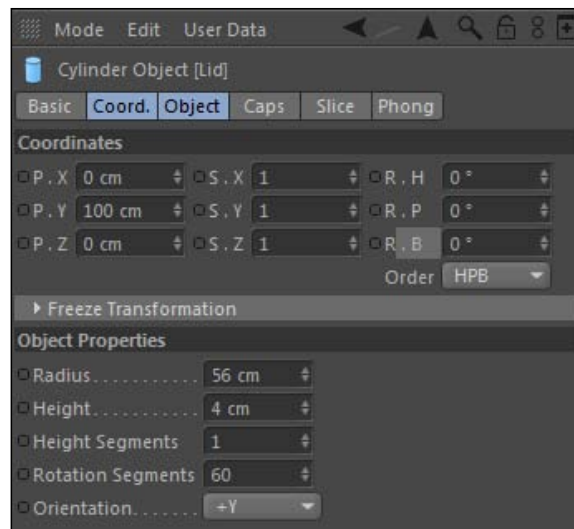 Mode Edit User Data
Cylinder Object [Lid]
Basic Coord. Object Caps Slice Phong
Coordinates
P . X 0 cm S . X 1 R . H 0 °
P . Y 100 cm S . Y 1 R . P 0 °
P . Z 0 cm S . Z 1 R . B 0 °
Order HPB
Freeze Transformation
Object Properties
Radius. . . . . . . . . . . 56 cm
Height. . . . . . . . . . . 4 cm
Height Segments 1
Rotation Segments 60
Orientation. . . . . . . +Y